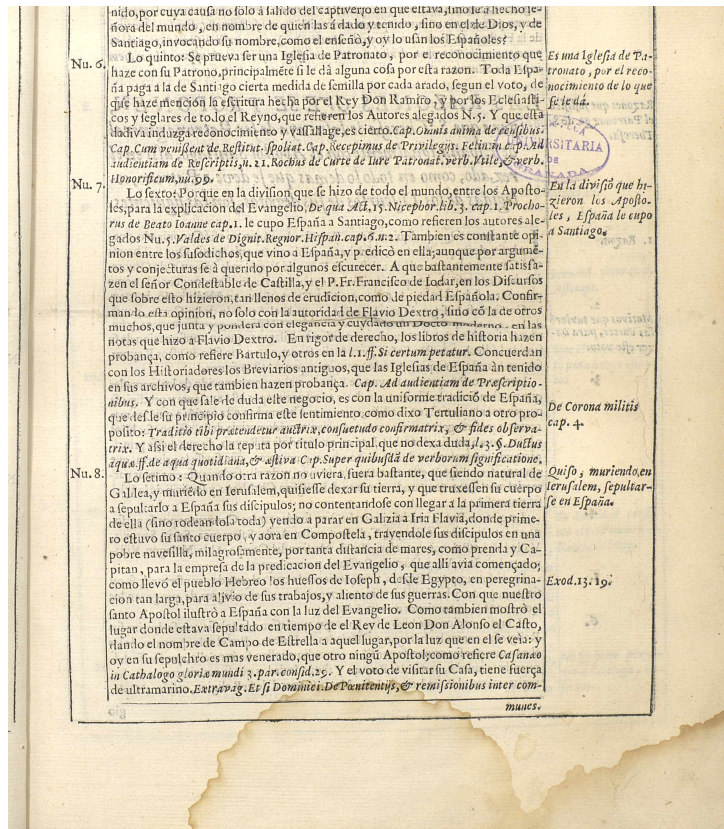 nido, por cuya causa no solo à salido del captiverio en que estava, sino le à hecho señora
ñora del mundo, en nombre de quien las à dado y tenido, sino en el de Dios, y de
Santiago, invocando su nombre, como el enseñò, y oy lo usan los Españoles?
Nu. 6.
Lo quinto: Se prueva ser una Iglesia de Patronato, por el reconocimiento que
haze con su Patrono, principalmẽte si le dà alguna cosa por esta razon. Toda Espa-
ña paga a la de Santiago cierta medida de semilla por cada arado, segun el voto, de
que haze mencion la escritura hecha por el Rey Don Ramiro, y por los Eclesiasti-
cos y seglares de todo el Reyno, que refieren los Autores alegados N. 5. Y que esta
dadiva induzga reconocimiento y vassallage, es cierto. Cap. Omnis anima de censibus.
Cap. Cum venissent de Restitut. spoliat. Cap. Recepimus de Privilegijs. Felin. in cap. Ad
audientiam de Rescriptis, n. 21. Rochus de Curte de Iure Patronat. verb. Vtile, & verb.
Honorificum, nu. 99.
Es una Iglesia de Pa-
tronato, por el reco-
nocimiento de lo que
se le dá.
Nu. 7.
Lo sexto: Porque en la division que se hizo de todo el mundo, entre los Aposto-
les, para la explicacion del Evangelio, De qua Act, 15. Nicephor. lib. 3. cap. 1. Procho-
rus de Beato Ioanne cap. 1. le cupo España a Santiago, como refieren los autores ale-
gados Nu. 5. Valdes de Dignit. Regnor. Hispan. cap. 6. n. 2. Tambien es constante opi-
nion entre los susodichos, que vino a España, y predicò en ella; aunque por argumẽ-
tos y conjecturas se à querido por algunos escurecer. A que bastantemente satisfa-
zen el señor Condestable de Castilla, y el P. Fr. Francisco de Iodar, en los Discursos
que sobre esto hizieron, tan llenos de erudicion, como de piedad Española. Confir-
mando esta opinion, no solo con la autoridad de Flavio Dextro, sino cõ la de otros
muchos, que junta y pondera con elegancia y cuydado un Docto moderno, en las
notas que hizo a Flavio Dextro. En rigor de derecho, los libros de historia hazen
probança, como refiere Bartulo, y otros en la l. 1. ff. Si certum petatur. Concuerdan
con los Historiadores los Breviarios antiguos, que las Iglesias de España àn tenido
en sus archivos, que tambien hazen probança. Cap. Ad audientiam de Præscriptio-
nibus. Y con que sale de duda este negocio, es con la uniforme tradiciõ de España,
que desde su principio confirma este sentimiento como dixo Tertuliano a otro pro-
posito: Traditio tibi prætendetur auctrix, consuetudo confirmatrix, & fides observa-
trix. Y assi el derecho la reputa por titulo principal que no dexa duda, l. 3. §. Ductus
aquæ. ff. de aqua quotidiana, & æstiva Cap. Super quibusdã de verborum significatione.
En la divisiõ que hi-
zieron los Aposto-
les, España le cupo
a Santiago.
De Corona militis
cap. 4.
Nu. 8.
Lo setimo: Quando otra razon no uviera, fuera bastante, que siendo natural de
Galilea, y muriẽdo en Ierusalem, quisiesse dexar su tierra, y que truxessen su cuerpo
a sepultarlo a España sus discipulos; no contentandose con llegar a la primera tierra
de ella (sino rodeandola toda) yendo a parar en Galizia a Iria Flavia, donde prime-
ro estuvo su santo cuerpo, y aora en Compostela, trayendole sus discipulos en una
pobre navesilla, milagrosamente, por tanta distancia de mares, como prenda y Ca-
pitan, para la empresa de la predicacion del Evangelio, que alli avia començado;
como llevó el pueblo Hebreo los huessos de Ioseph, desde Egypto, en peregrina-
cion tan larga, para alivio de sus trabajos, y aliento de sus guerras. Con que nuestro
santo Apostol ilustrò a España con la luz del Evangelio. Como tambien mostrò el
lugar donde estava sepultado en tiempo de el Rey de Leon Don Alonso el Casto,
dando el nombre de Campo de Estrella a aquel lugar, por la luz que en el se veìa: y
oy en su sepulchro es mas venerado, que otro ningũ Apostol; como refiere Casanæo
in Cathalogo gloriæ mundi 3. par. consid. 29. Y el voto de visitar su Casa, tiene fuerça
de ultramarino. Extravag. Et si Dominici. De Pœnitentijs, & remissionibus inter com-
munes.
Quiso, muriendo, en
Ierusalem, sepultar-
se en España.
Exod. 13. 19.
UNIVERSITARIA
DE
GRANADA